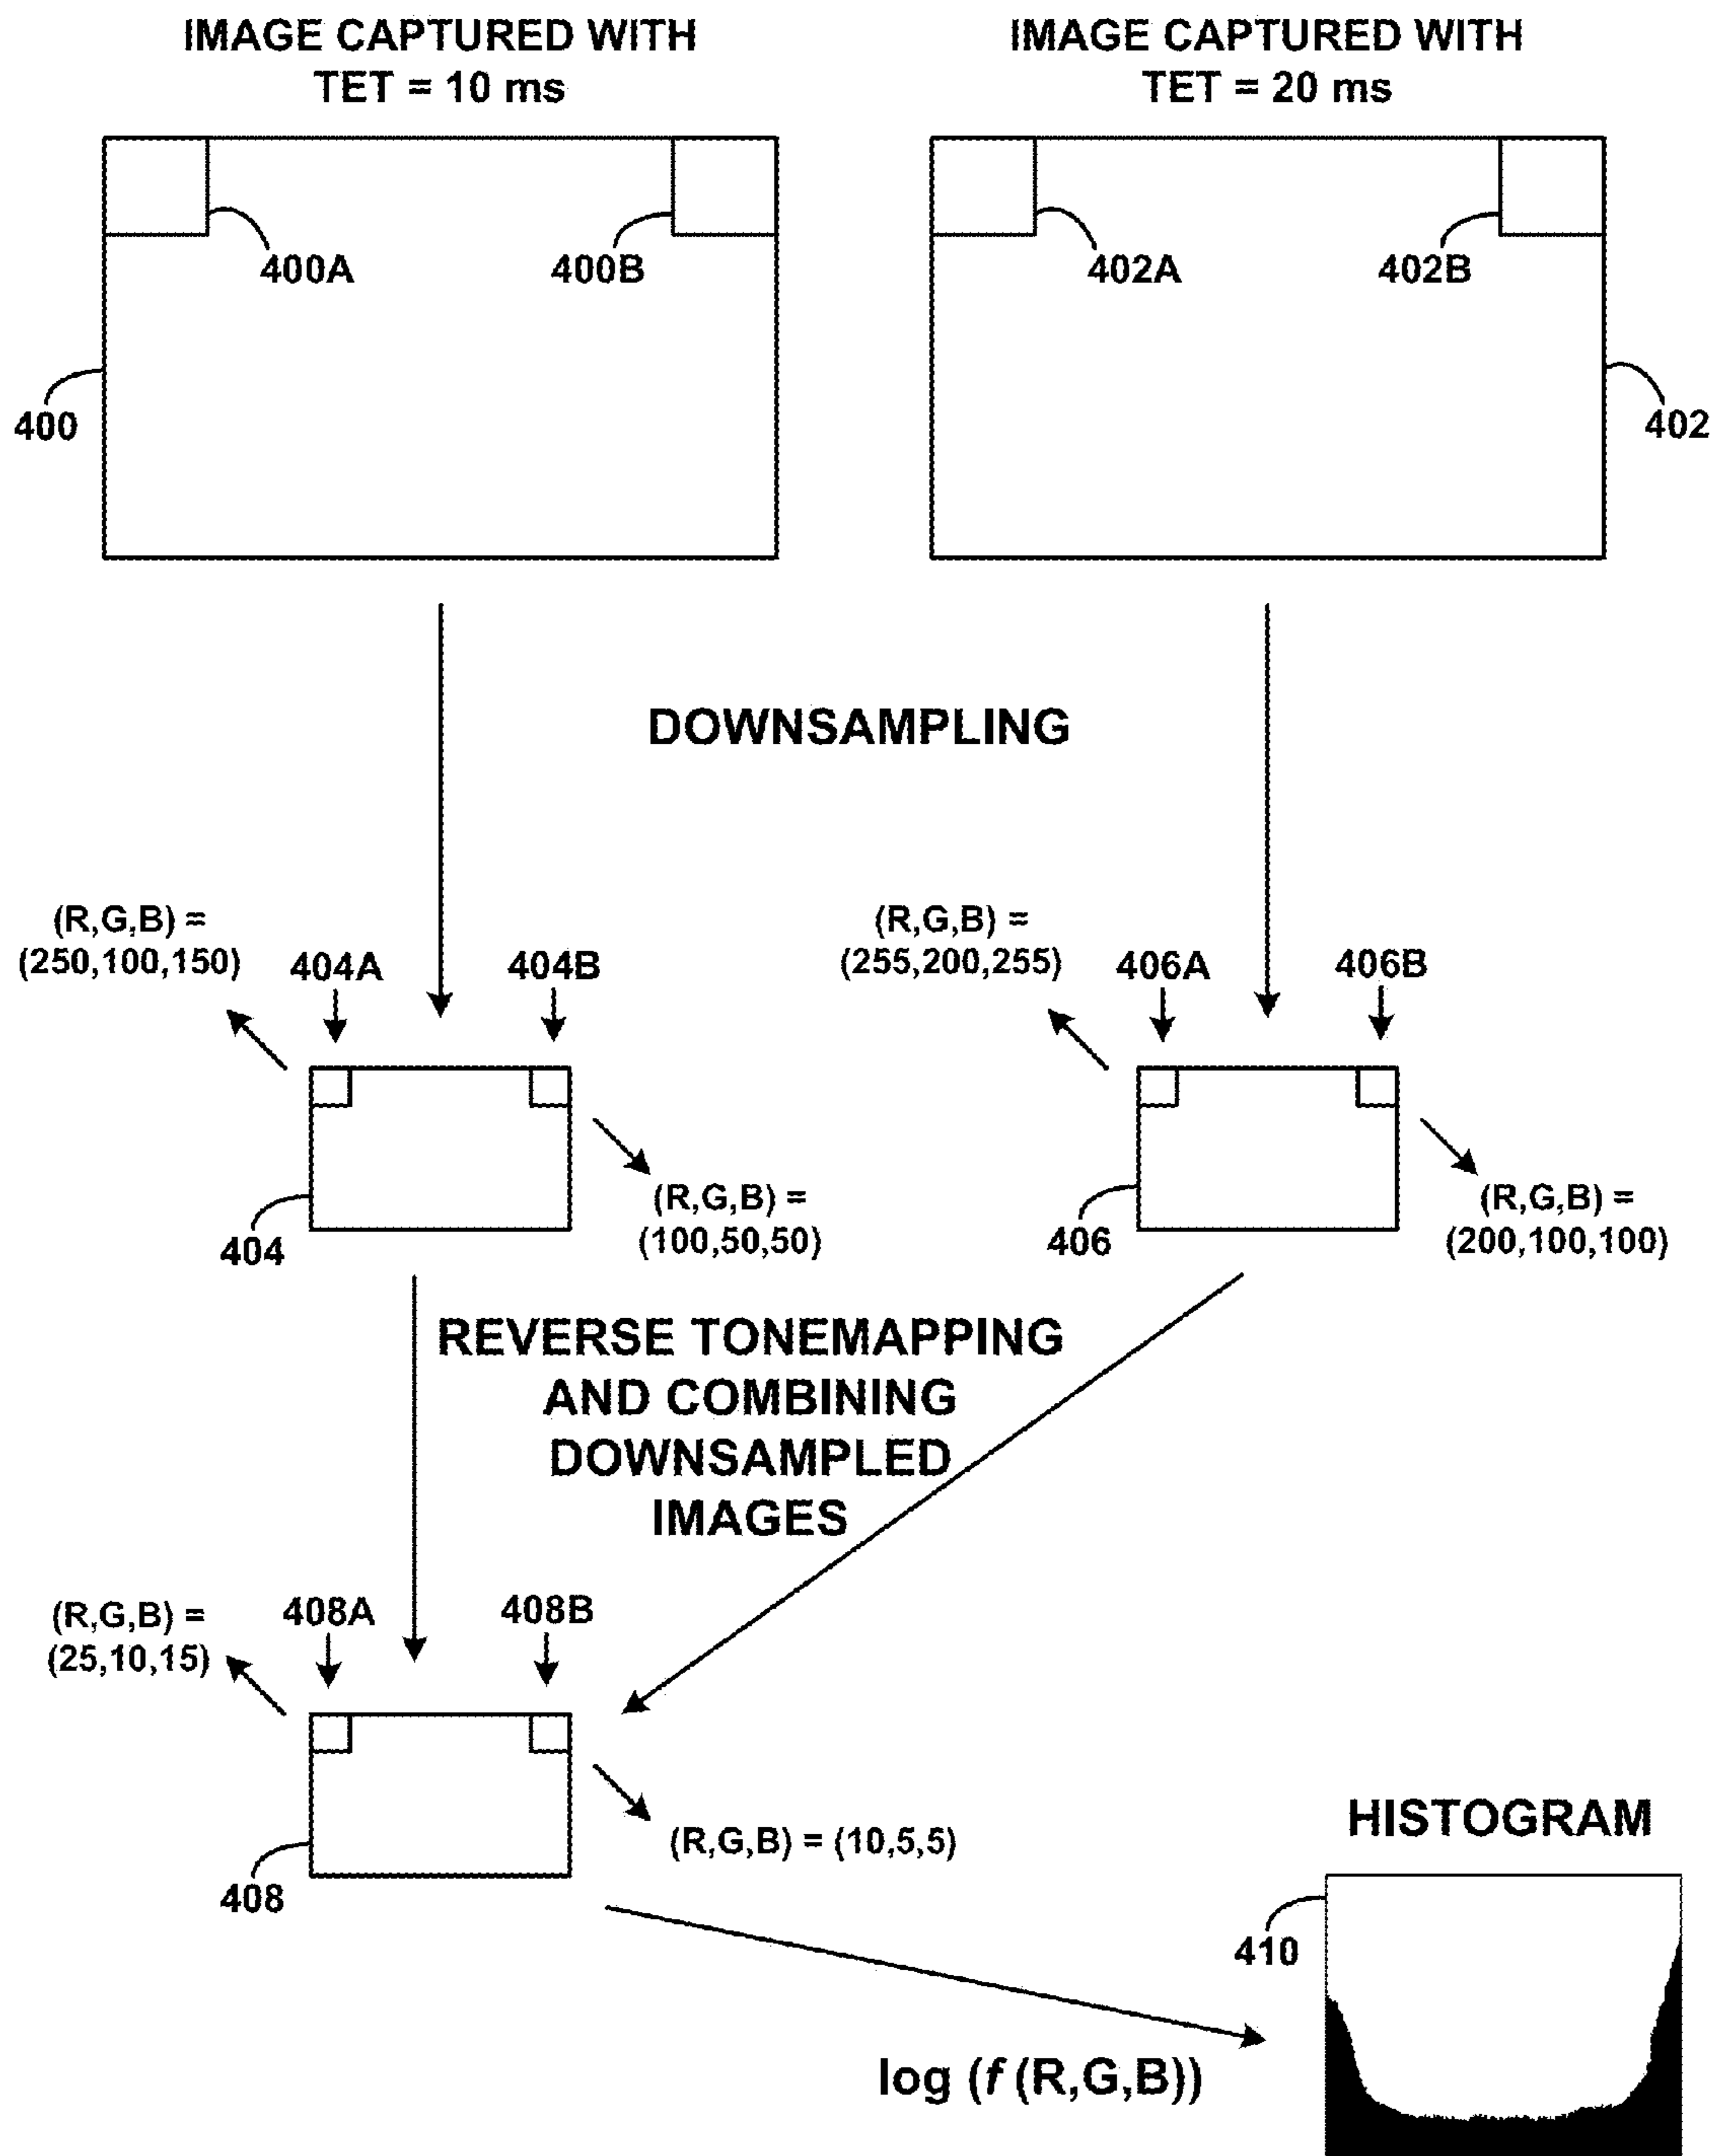 IMAGE CAPTURED WITH
TET = 10 ms
IMAGE CAPTURED WITH
TET = 20 ms
400A
400B
402A
402B
400
402
DOWNSAMPLING
(R,G,B) =
(250,100,150)
404A
404B
(R,G,B) =
(255,200,255)
406A
406B
(R,G,B) =
(100,50,50)
404
(R,G,B) =
(200,100,100)
406
REVERSE TONEMAPPING
AND COMBINING
DOWNSAMPLED
IMAGES
(R,G,B) =
(25,10,15)
408A
408B
(R,G,B) = (10,5,5)
408
HISTOGRAM
410
log (f (R,G,B))